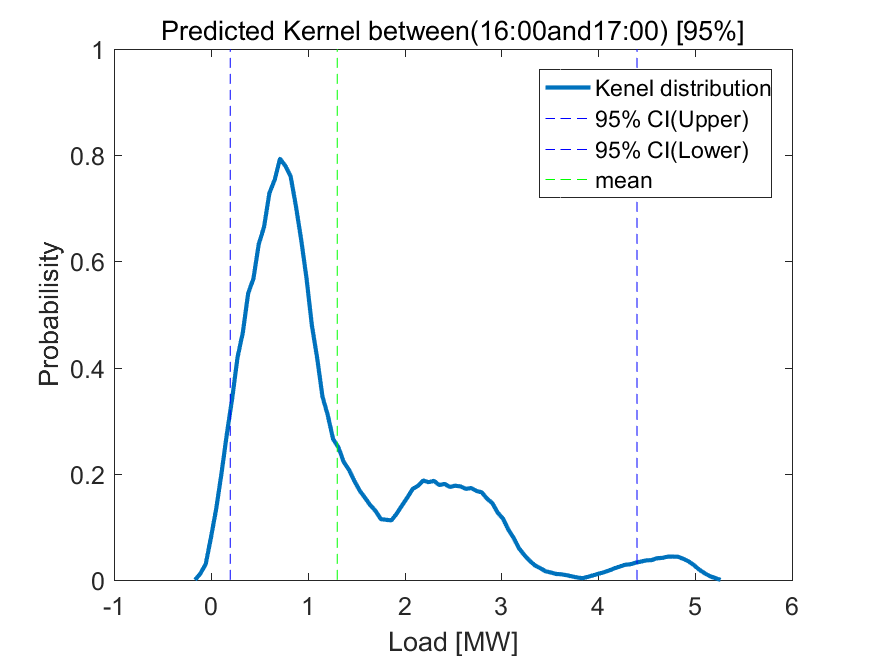 Predicted Kernel between(16:00and17:00) [95%]
1
0.8
0.6
0.4
0.2
0
Probabilisity
Kenel distribution
95% CI(Upper)
95% CI(Lower)
mean
-1 0 1 2 3 4 5 6
Load [MW]